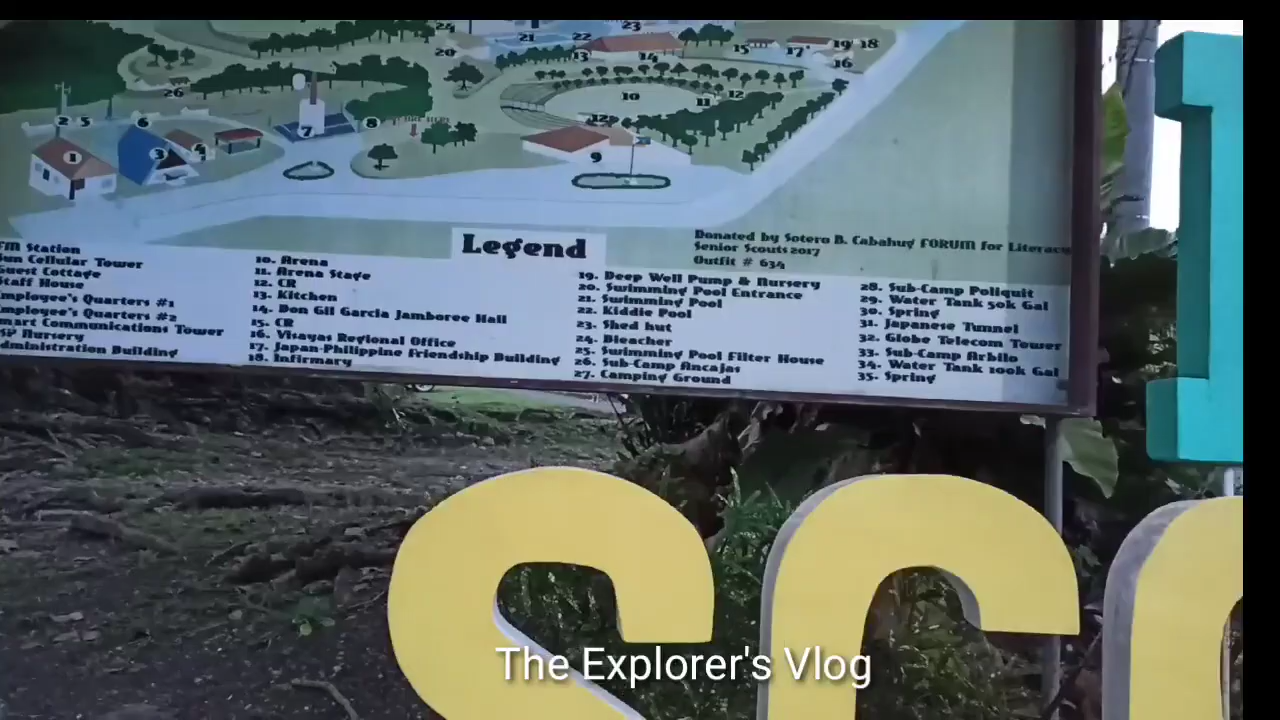 Legend
Donated by Sotero B. Cabahug FORUM for Literacy
Senior Scouts 2017
Outfit # 634
FM Station
Sun Cellular Tower
Guest Cottage
Staff House
Employee's Quarters #1
Employee's Quarters #2
Smart Communications Tower
Nursery
Administration Building
10. Arena
11. Arena Stage
12. CR
13. Kitchen
14. Don Gil Garcia Jamboree Hall
15. CR
16. Visayas Regional Office
17. Japan-Philippine Friendship Building
18. Infirmary
19. Deep Well Pump & Nursery
20. Swimming Pool Entrance
21. Swimming Pool
22. Kiddie Pool
23. Shed hut
24. Bleacher
25. Swimming Pool Filter House
26. Sub-Camp Ancajas
27. Camping Ground
28. Sub-Camp Poliquit
29. Water Tank 50k Gal
30. Spring
31. Japanese Tunnel
32. Globe Telecom Tower
33. Sub-Camp Arbilo
34. Water Tank 100k Gal
35. Spring
SCO
The Explorer's Vlog